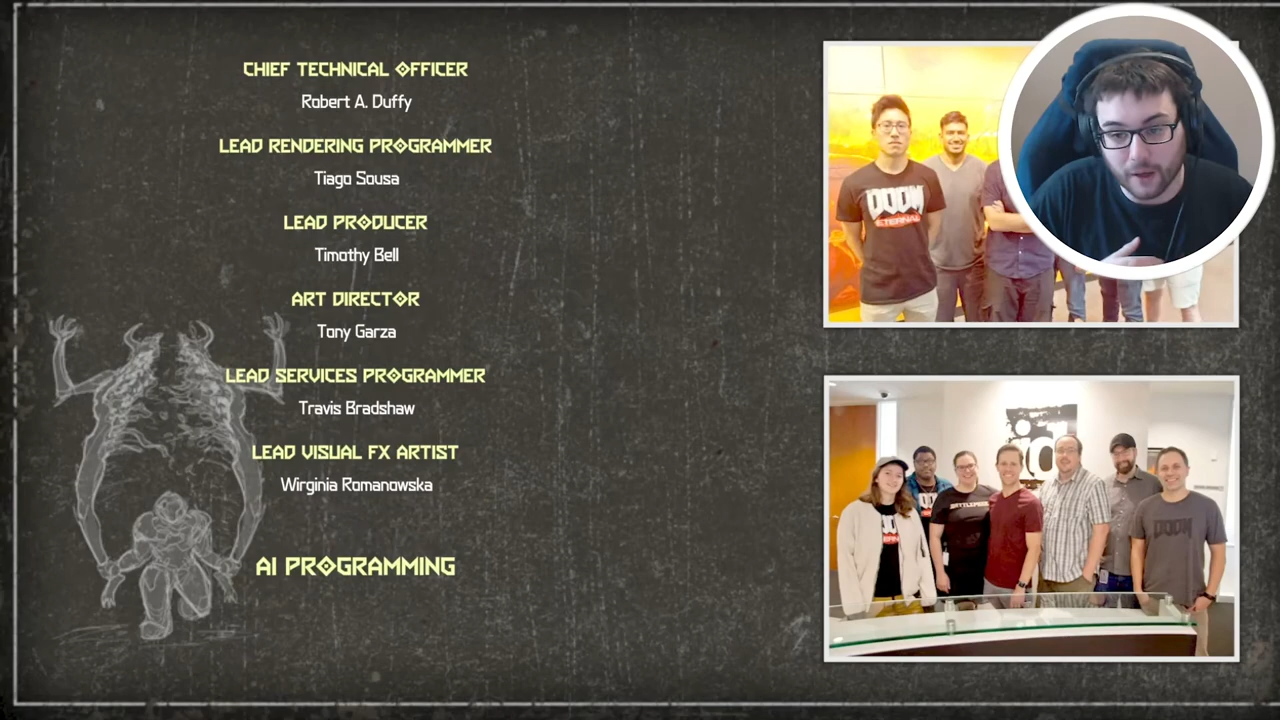 CHIEF TECHNICAL OFFICER
Robert A. Duffy
LEAD RENDERING PROGRAMMER
Tiago Sousa
LEAD PRODUCER
Timothy Bell
ART DIRECTOR
Tony Garza
LEAD SERVICES PROGRAMMER
Travis Bradshaw
LEAD VISUAL FX ARTIST
Wirginia Romanowska
AI PROGRAMMING
DOOM
ETERNAL
id
DOOM